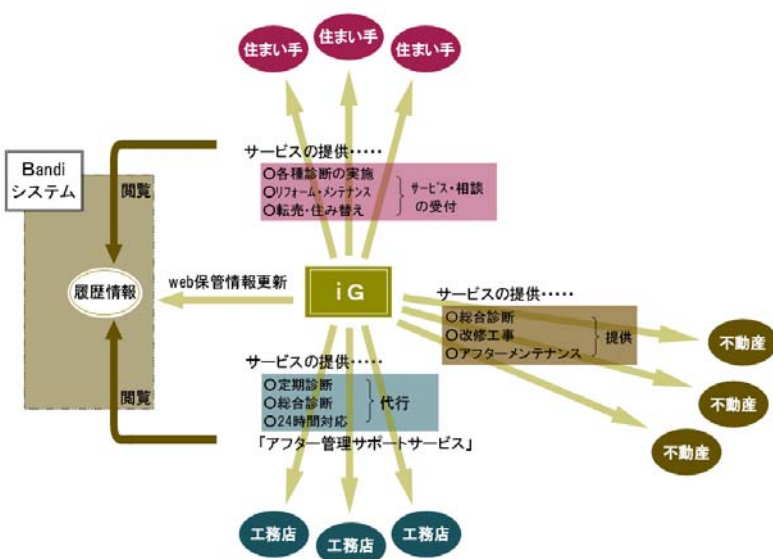 住まい手
住まい手
住まい手
サービスの提供・・・・・
○各種診断の実施
○リフォーム・メンテナンス
○転売・住み替え
サービス・相談
の受付
Bandi
システム
閲覧
履歴情報
web保管情報更新
iG
サービスの提供・・・・・
○総合診断
○改修工事
○アフターメンテナンス
提供
不動産
不動産
不動産
サービスの提供・・・・・
○定期診断
○総合診断
○24時間対応
代行
「アフター管理サポートサービス」
閲覧
工務店
工務店
工務店